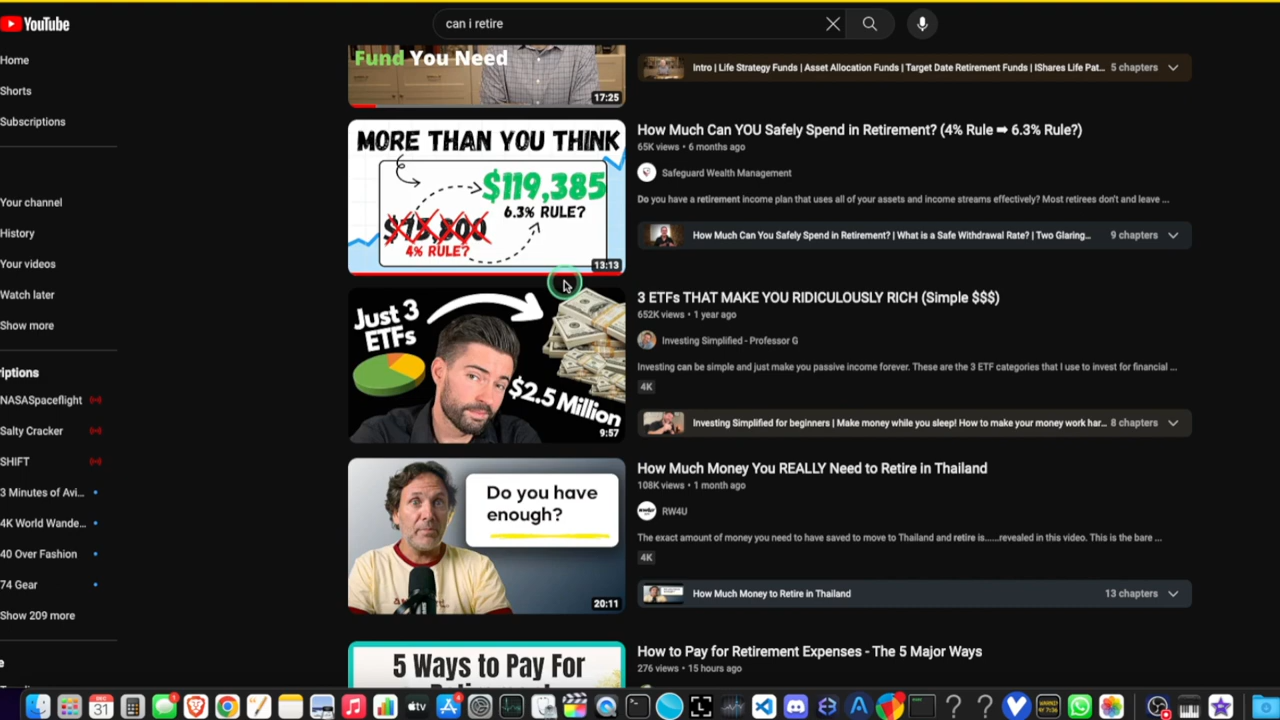 YouTube
can i retire
Home
Shorts
Subscriptions
Your channel
History
Your videos
Watch later
Show more
riptions
NASASpaceflight
Salty Cracker
SHIFT
3 Minutes of Avi...
4K World Wande...
40 Over Fashion
74 Gear
Show 209 more
e
Fund You Need
17:25
Intro | Life Strategy Funds | Asset Allocation Funds | Target Date Retirement Funds | IShares Life Pat...
5 chapters
MORE THAN YOU THINK
$119,385
6.3% RULE?
4% RULE?
13:13
How Much Can YOU Safely Spend in Retirement? (4% Rule ➡ 6.3% Rule?)
65K views • 6 months ago
Safeguard Wealth Management
Do you have a retirement income plan that uses all of your assets and income streams effectively? Most retirees don't and leave ...
How Much Can You Safely Spend in Retirement? | What is a Safe Withdrawal Rate? | Two Glaring...
9 chapters
Just 3
ETFs
$2.5 Million
9:57
3 ETFs THAT MAKE YOU RIDICULOUSLY RICH (Simple $$$)
652K views • 1 year ago
Investing Simplified - Professor G
Investing can be simple and just make you passive income forever. These are the 3 ETF categories that I use to invest for financial ...
4K
Investing Simplified for beginners | Make money while you sleep! How to make your money work har...
8 chapters
Do you have
enough?
20:11
How Much Money You REALLY Need to Retire in Thailand
108K views • 1 month ago
RW4U
The exact amount of money you need to have saved to move to Thailand and retire is......revealed in this video. This is the bare ...
4K
How Much Money to Retire in Thailand
13 chapters
5 Ways to Pay For
How to Pay for Retirement Expenses - The 5 Major Ways
276 views • 15 hours ago
DEC
31
1
tv
4